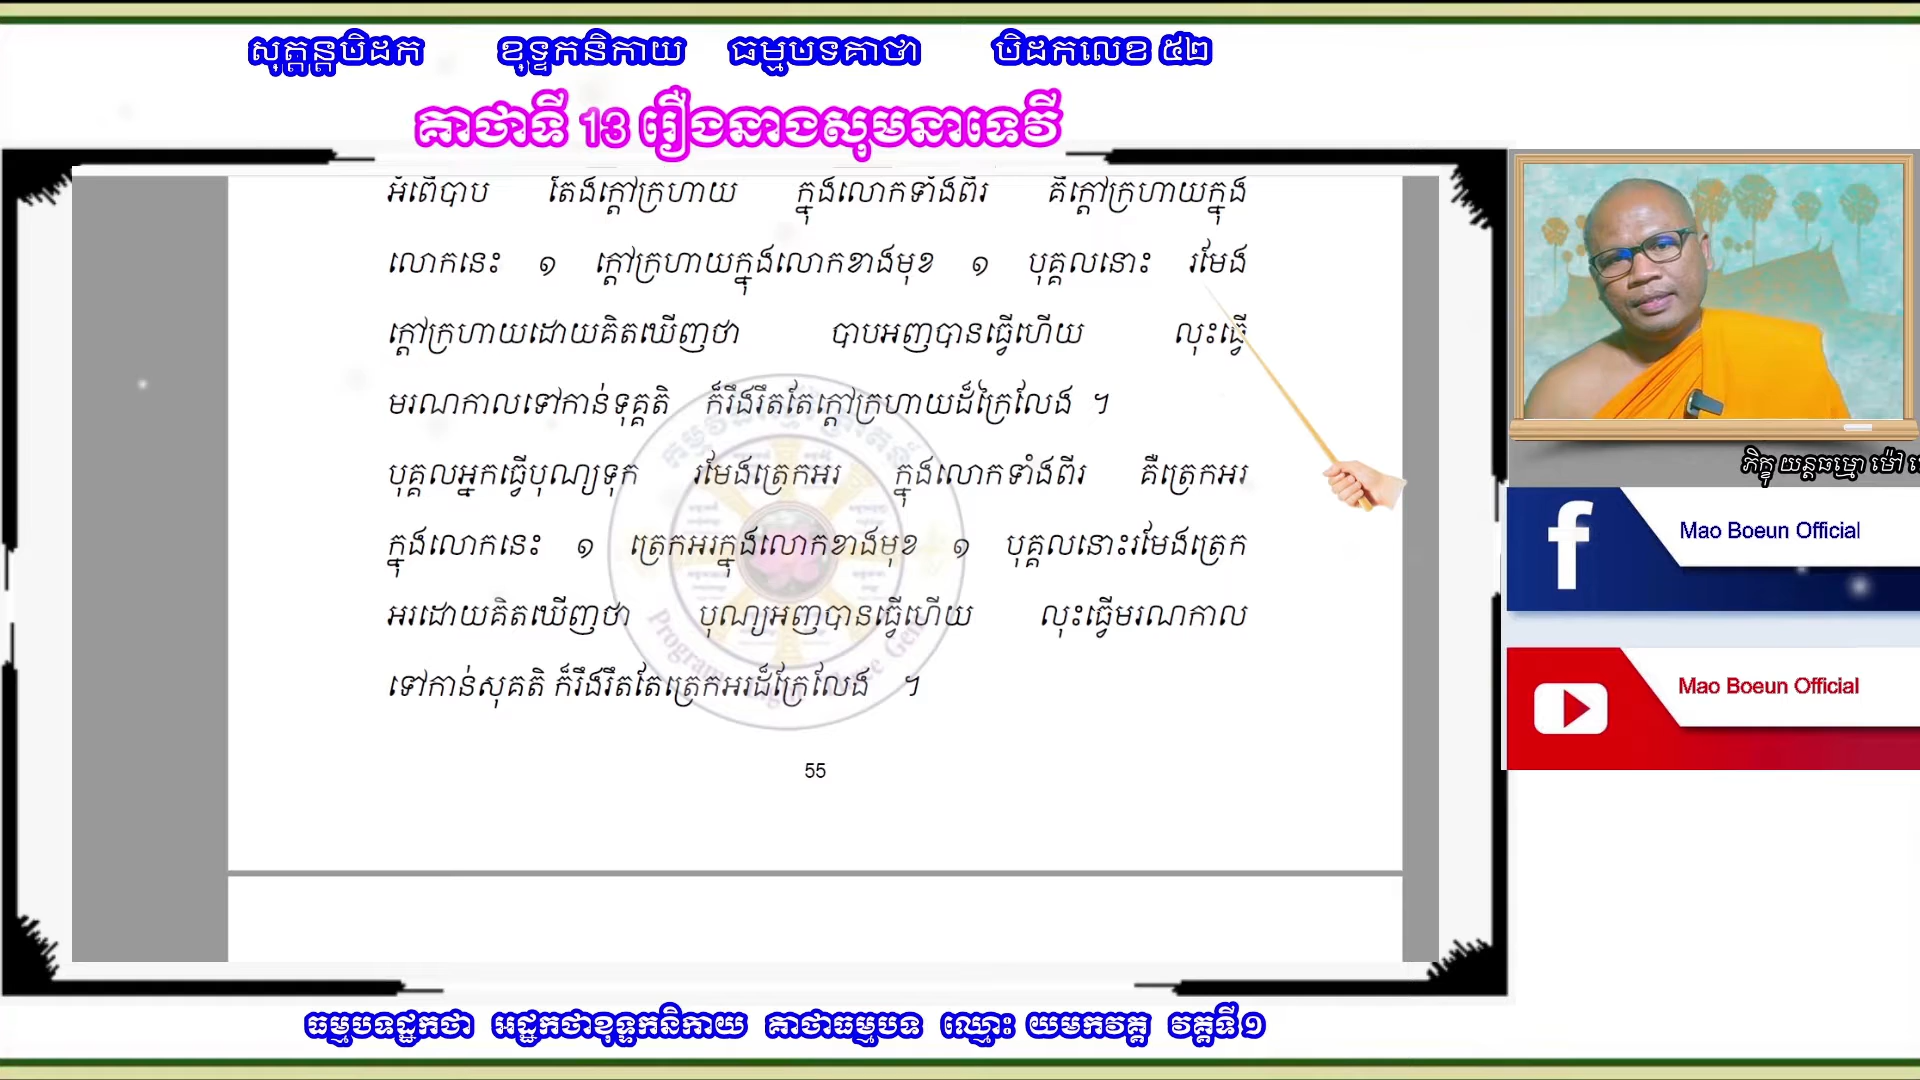 សុត្តន្តបិដក ខុទ្ទកនិកាយ ធម្មបទគាថា បិដកលេខ ៥២
គាថាទី 13 រឿងនាងសុមនាទេវី
អំពើបាប តែងក្តៅក្រហាយ ក្នុងលោកទាំងពីរ គឺក្តៅក្រហាយក្នុង
លោកនេះ ១ ក្តៅក្រហាយក្នុងលោកខាងមុខ ១ បុគ្គលនោះ រមែង
ក្តៅក្រហាយដោយគិតឃើញថា បាបអញបានធ្វើហើយ លុះធ្វើ
មរណកាលទៅកាន់ទុគ្គតិ ក៏រឹងរឹតតែក្តៅក្រហាយដ៏ក្រៃលែង ។
បុគ្គលអ្នកធ្វើបុណ្យទុក រមែងត្រេកអរ ក្នុងលោកទាំងពីរ គឺត្រេកអរ
ក្នុងលោកនេះ ១ ត្រេកអរក្នុងលោកខាងមុខ ១ បុគ្គលនោះរមែងត្រេក
អរដោយគិតឃើញថា បុណ្យអញបានធ្វើហើយ លុះធ្វើមរណកាល
ទៅកាន់សុគតិ ក៏រឹងរឹតតែត្រេកអរដ៏ក្រែលែង ។
55
ភិក្ខុ យន្តធម្មោ ម៉ៅ
Mao Boeun Official
Mao Boeun Official
ធម្មបទដ្ឋកថា អដ្ឋកថាខុទ្ទកនិកាយ គាថាធម្មបទ ឈ្មោះ យមកវគ្គ វគ្គទី ១